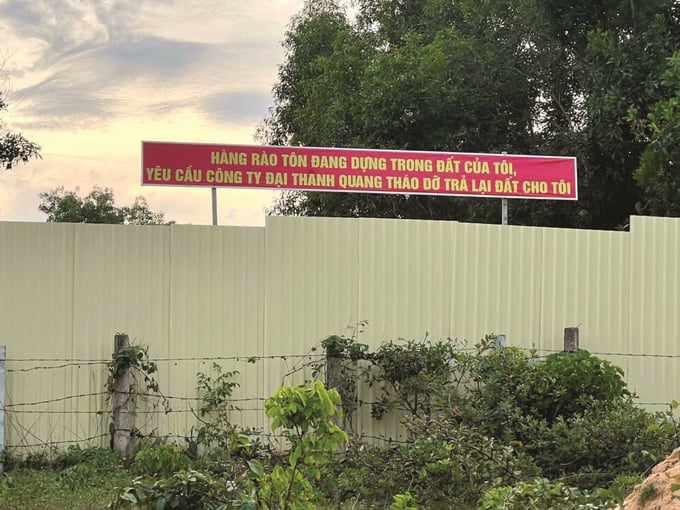 HÀNG RÀO TÔN ĐANG DỰNG TRONG ĐẤT CỦA TÔI,
YÊU CẦU CÔNG TY ĐẠI THANH QUANG THÁO DỠ TRẢ LẠI ĐẤT CHO TÔI